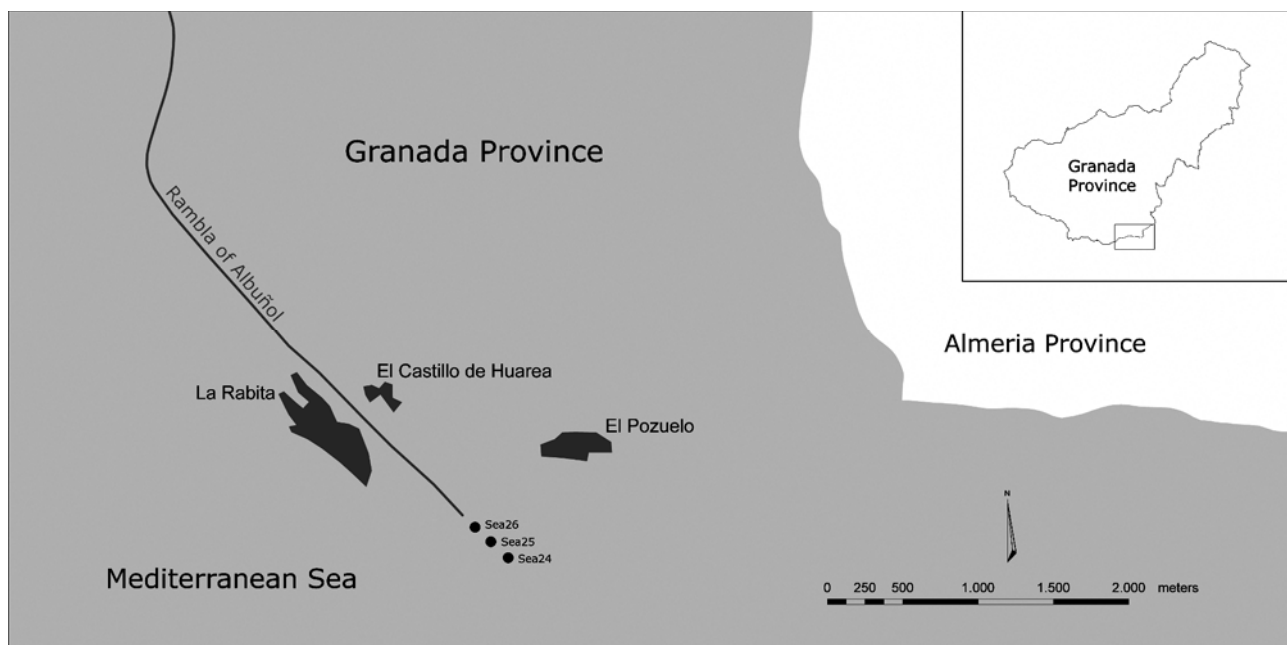 Granada Province
Granada
Province
Rambla of Albuñol
Almeria Province
El Castillo de Huarea
La Rabita
El Pozuelo
Sea26
Sea25
Sea24
Mediterranean Sea
N
0 250 500 1.000 1.500 2.000 meters